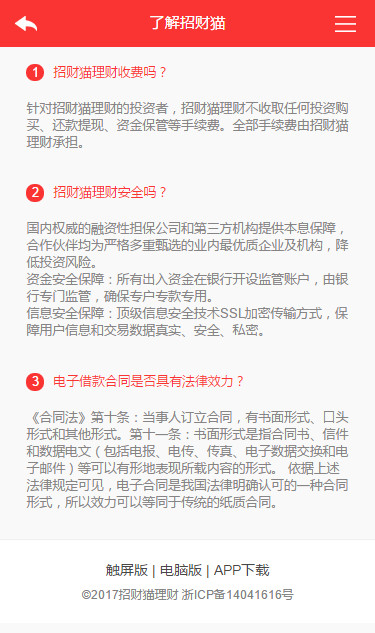 了解招财猫
1 招财猫理财收费吗？
针对招财猫理财的投资者，招财猫理财不收取任何投资购
买、还款提现、资金保管等手续费。全部手续费由招财猫
理财承担。
2 招财猫理财安全吗？
国内权威的融资性担保公司和第三方机构提供本息保障，
合作伙伴均为严格多重甄选的业内最优质企业及机构，降
低投资风险。
资金安全保障：所有出入资金在银行开设监管账户，由银
行专门监管，确保专户专款专用。
信息安全保障：顶级信息安全技术SSL加密传输方式，保
障用户信息和交易数据真实、安全、私密。
3 电子借款合同是否具有法律效力？
《合同法》第十条：当事人订立合同，有书面形式、口头
形式和其他形式。第十一条：书面形式是指合同书、信件
和数据电文（包括电报、电传、传真、电子数据交换和电
子邮件）等可以有形地表现所载内容的形式。 依据上述
法律规定可见，电子合同是我国法律明确认可的一种合同
形式，所以效力可以等同于传统的纸质合同。
触屏版 | 电脑版 | APP下载
©2017招财猫理财 浙ICP备14041616号